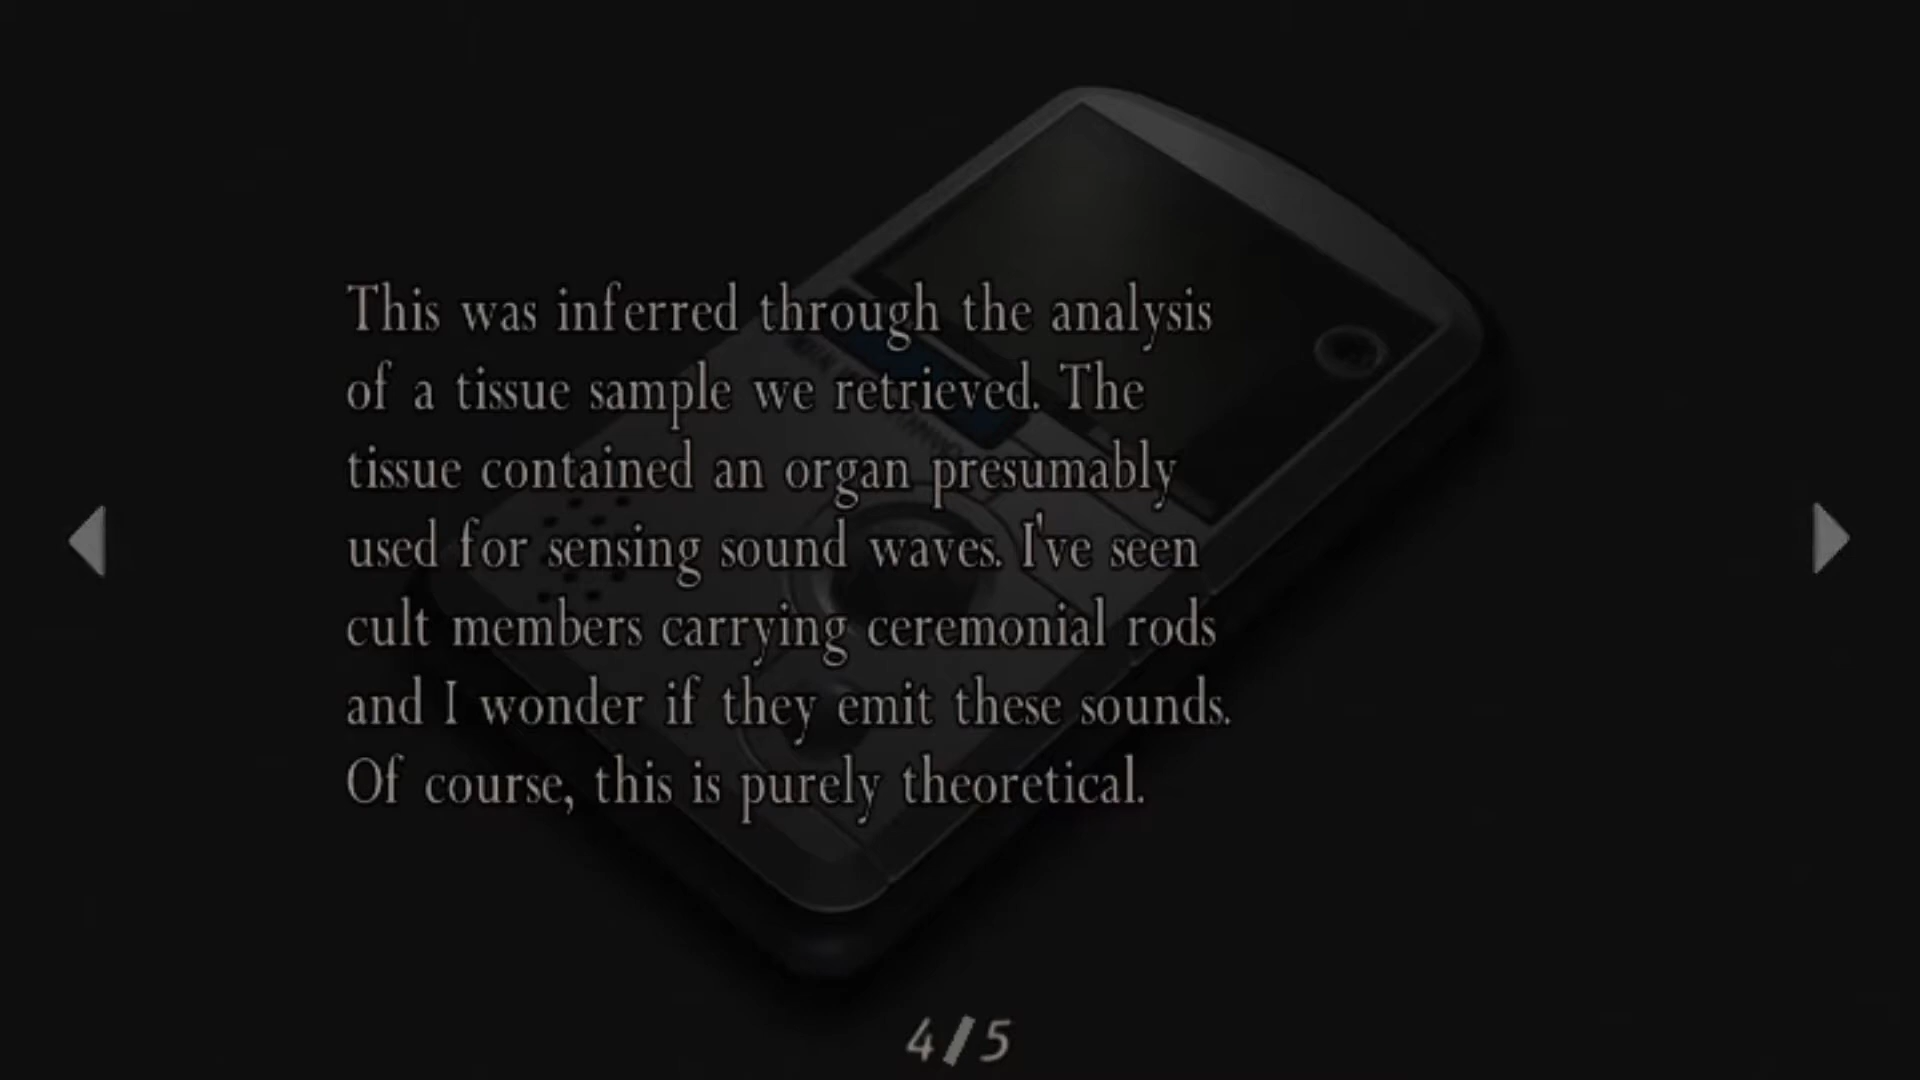 This was inferred through the analysis
of a tissue sample we retrieved. The
tissue contained an organ presumably
used for sensing sound waves. I've seen
cult members carrying ceremonial rods
and I wonder if they emit these sounds.
Of course, this is purely theoretical.
4/5